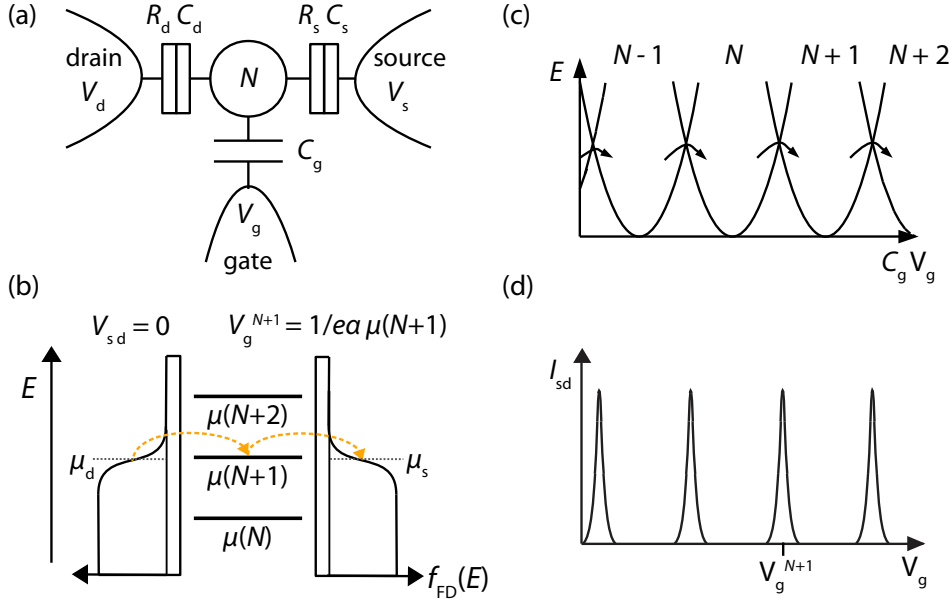 (a)
R_d C_d
R_s C_s
drain
V_d
N
source
V_s
C_g
V_g
gate
(b)
V_sd = 0
V_g^N+1 = 1/eα μ(N+1)
E
μ(N+2)
μ_d
μ(N+1)
μ_s
μ(N)
f_FD(E)
(c)
E
N - 1
N
N + 1
N + 2
C_g V_g
(d)
I_sd
V_g^N+1
V_g